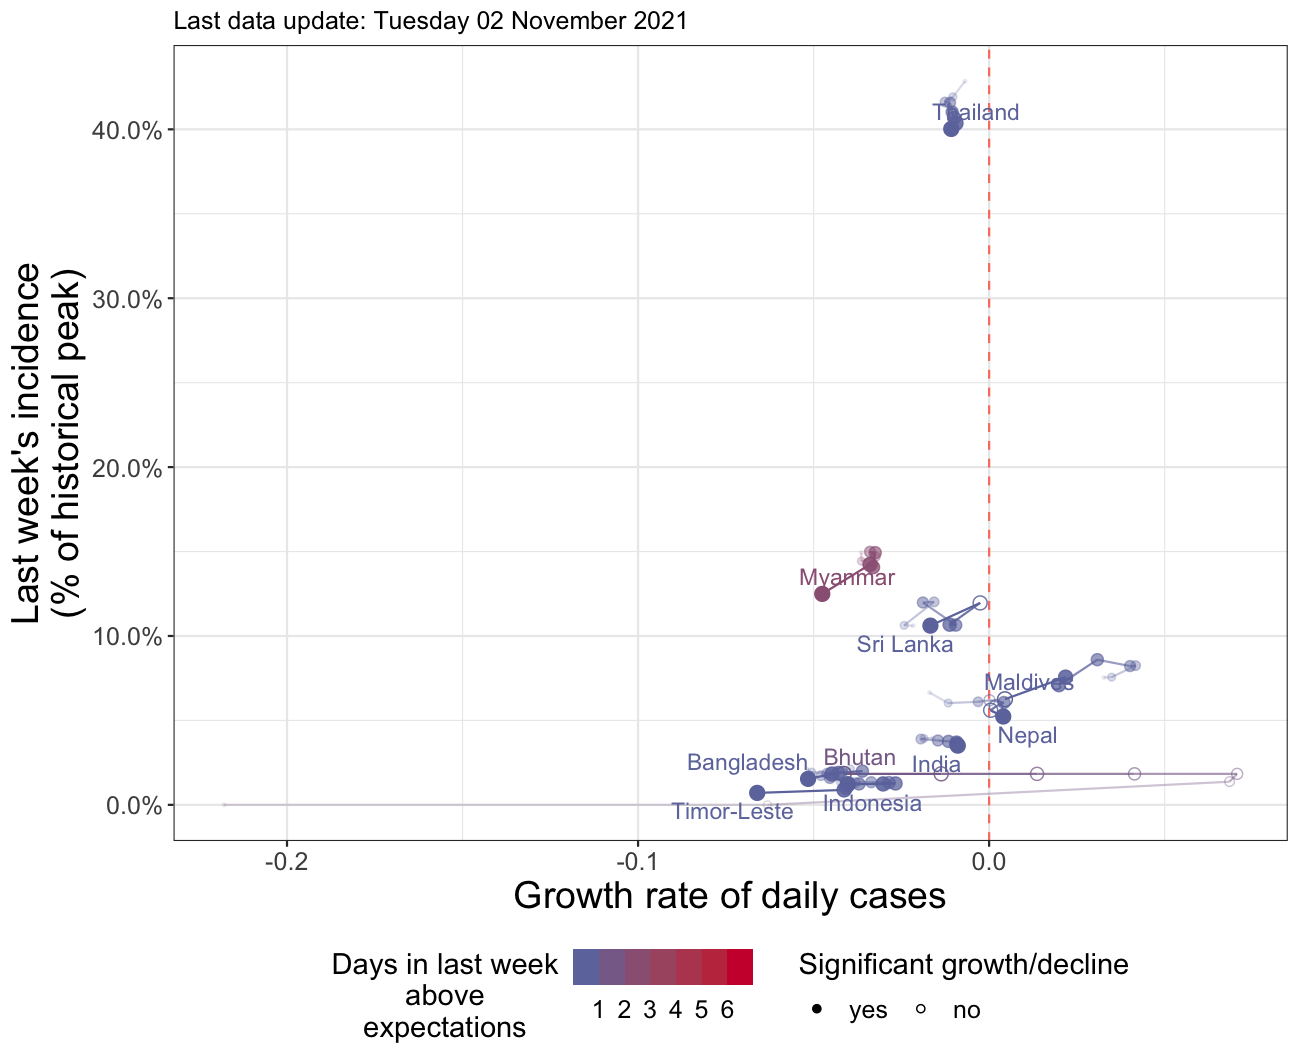 Last data update: Tuesday 02 November 2021
Last week's incidence
(% of historical peak)
40.0%
30.0%
20.0%
10.0%
0.0%
Thailand
Myanmar
Sri Lanka
Maldives
Nepal
India
Bhutan
Bangladesh
Indonesia
Timor-Leste
-0.2
-0.1
0.0
Growth rate of daily cases
Days in last week
above
expectations
1 2 3 4 5 6
Significant growth/decline
yes no